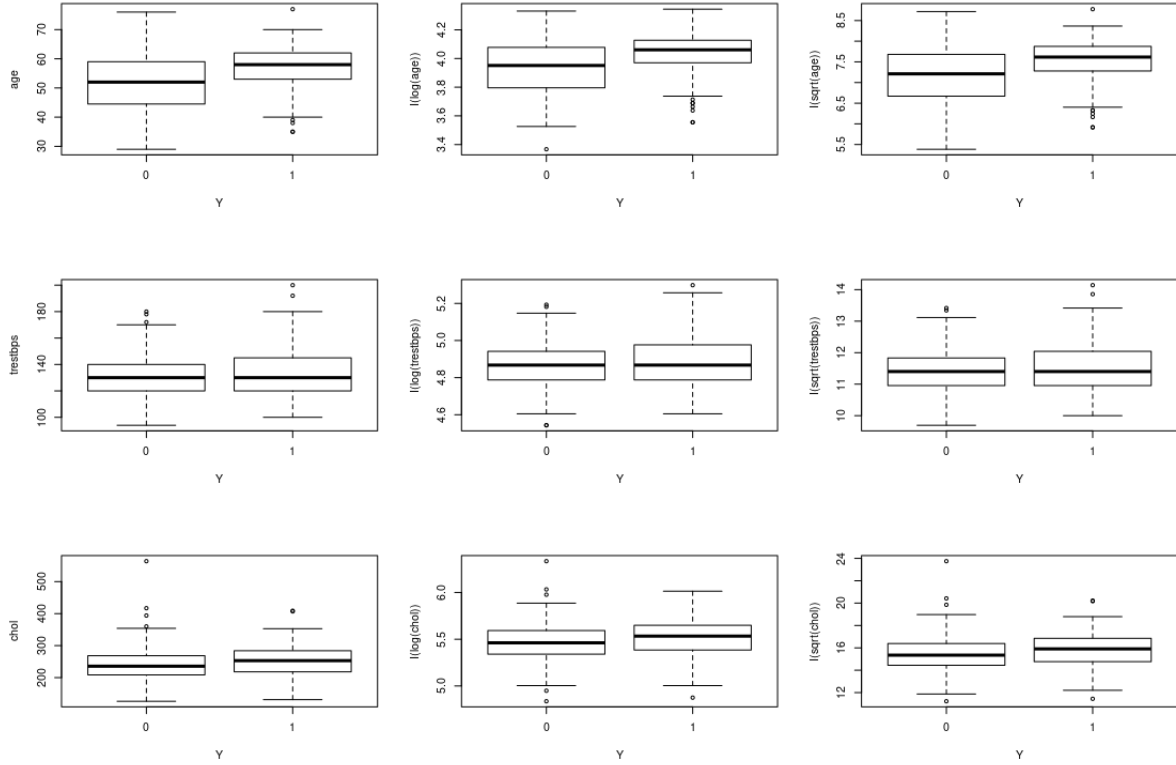 age
30 40 50 60 70
0 1
Y
I(log(age))
3.4 3.6 3.8 4.0 4.2
0 1
Y
I(sqrt(age))
5.5 6.5 7.5 8.5
0 1
Y
trestbps
100 140 180
0 1
Y
I(log(trestbps))
4.6 4.8 5.0 5.2
0 1
Y
I(sqrt(trestbps))
10 11 12 13 14
0 1
Y
chol
200 300 400 500
0 1
Y
I(log(chol))
5.0 5.5 6.0
0 1
Y
I(sqrt(chol))
12 16 20 24
0 1
Y